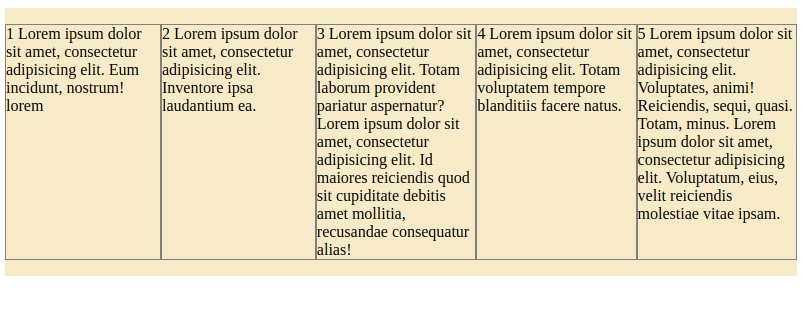 1 Lorem ipsum dolor
sit amet, consectetur
adipisicing elit. Eum
incidunt, nostrum!
lorem
2 Lorem ipsum dolor
sit amet, consectetur
adipisicing elit.
Inventore ipsa
laudantium ea.
3 Lorem ipsum dolor sit
amet, consectetur
adipisicing elit. Totam
laborum provident
pariatur aspernatur?
Lorem ipsum dolor sit
amet, consectetur
adipisicing elit. Id
maiores reiciendis quod
sit cupiditate debitis
amet mollitia,
recusandae consequatur
alias!
4 Lorem ipsum dolor sit
amet, consectetur
adipisicing elit. Totam
voluptatem tempore
blanditiis facere natus.
5 Lorem ipsum dolor sit
amet, consectetur
adipisicing elit.
Voluptates, animi!
Reiciendis, sequi, quasi.
Totam, minus. Lorem
ipsum dolor sit amet,
consectetur adipisicing
elit. Voluptatum, eius,
velit reiciendis
molestiae vitae ipsam.